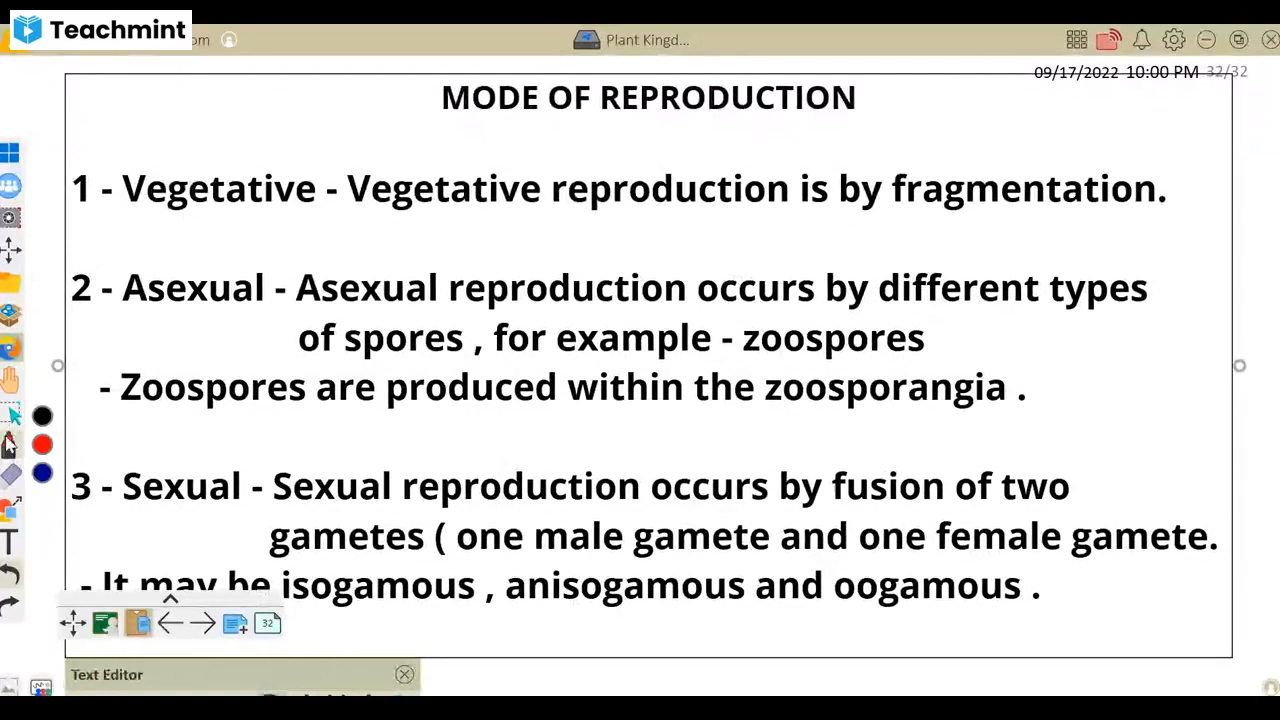 Teachmint
om
Plant Kingd...
09/17/2022 10:00 PM 32/32
MODE OF REPRODUCTION
1 - Vegetative - Vegetative reproduction is by fragmentation.
2 - Asexual - Asexual reproduction occurs by different types
of spores , for example - zoospores
- Zoospores are produced within the zoosporangia .
3 - Sexual - Sexual reproduction occurs by fusion of two
gametes ( one male gamete and one female gamete.
- It may be isogamous , anisogamous and oogamous .
32
Text Editor